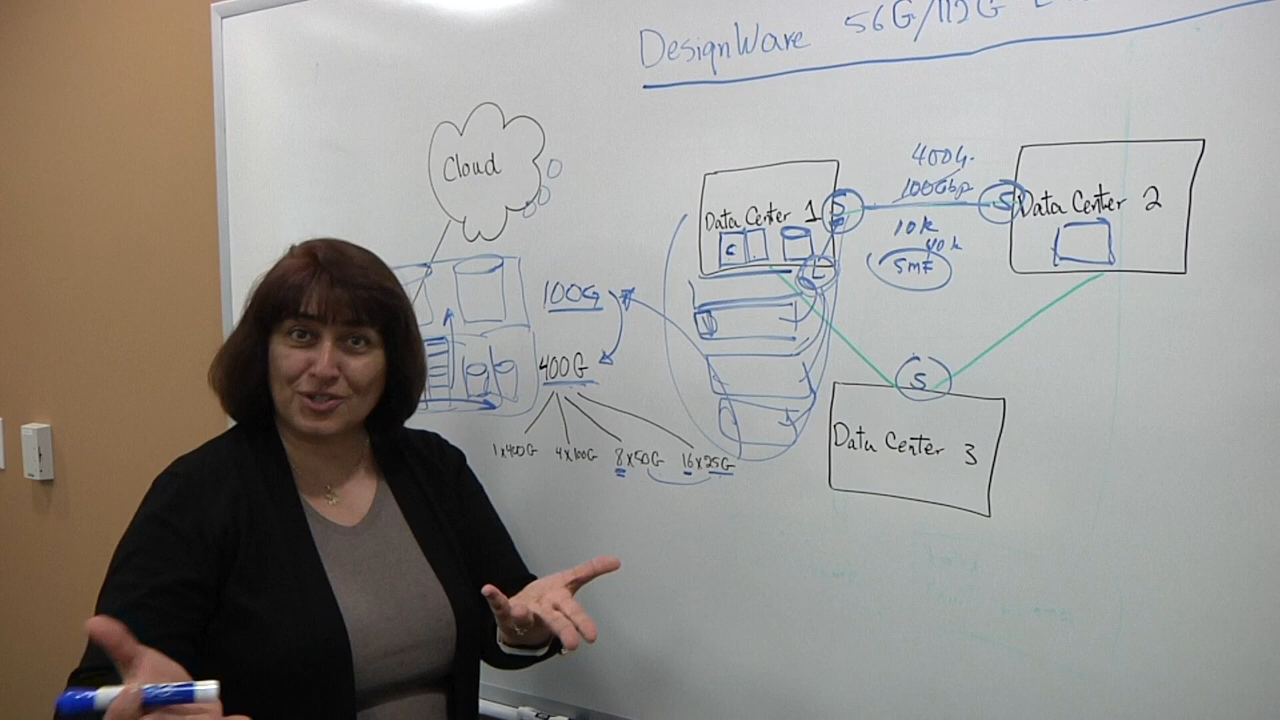 DesignWare 56G/112G
Cloud
400G
100Gbp
Data Center 1
S
S
Data Center 2
10k
40k
SMF
C
L
100G
400G
S
1x400G 4x100G 8x50G 16x25G
Data Center 3